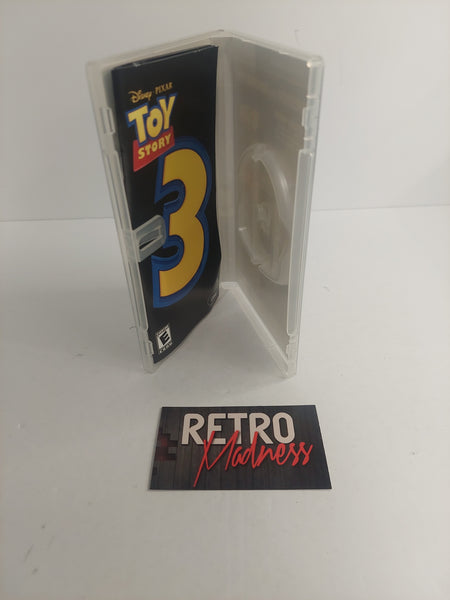 Disney · PIXAR
TOY
STORY
3
E
RETRO
Madness